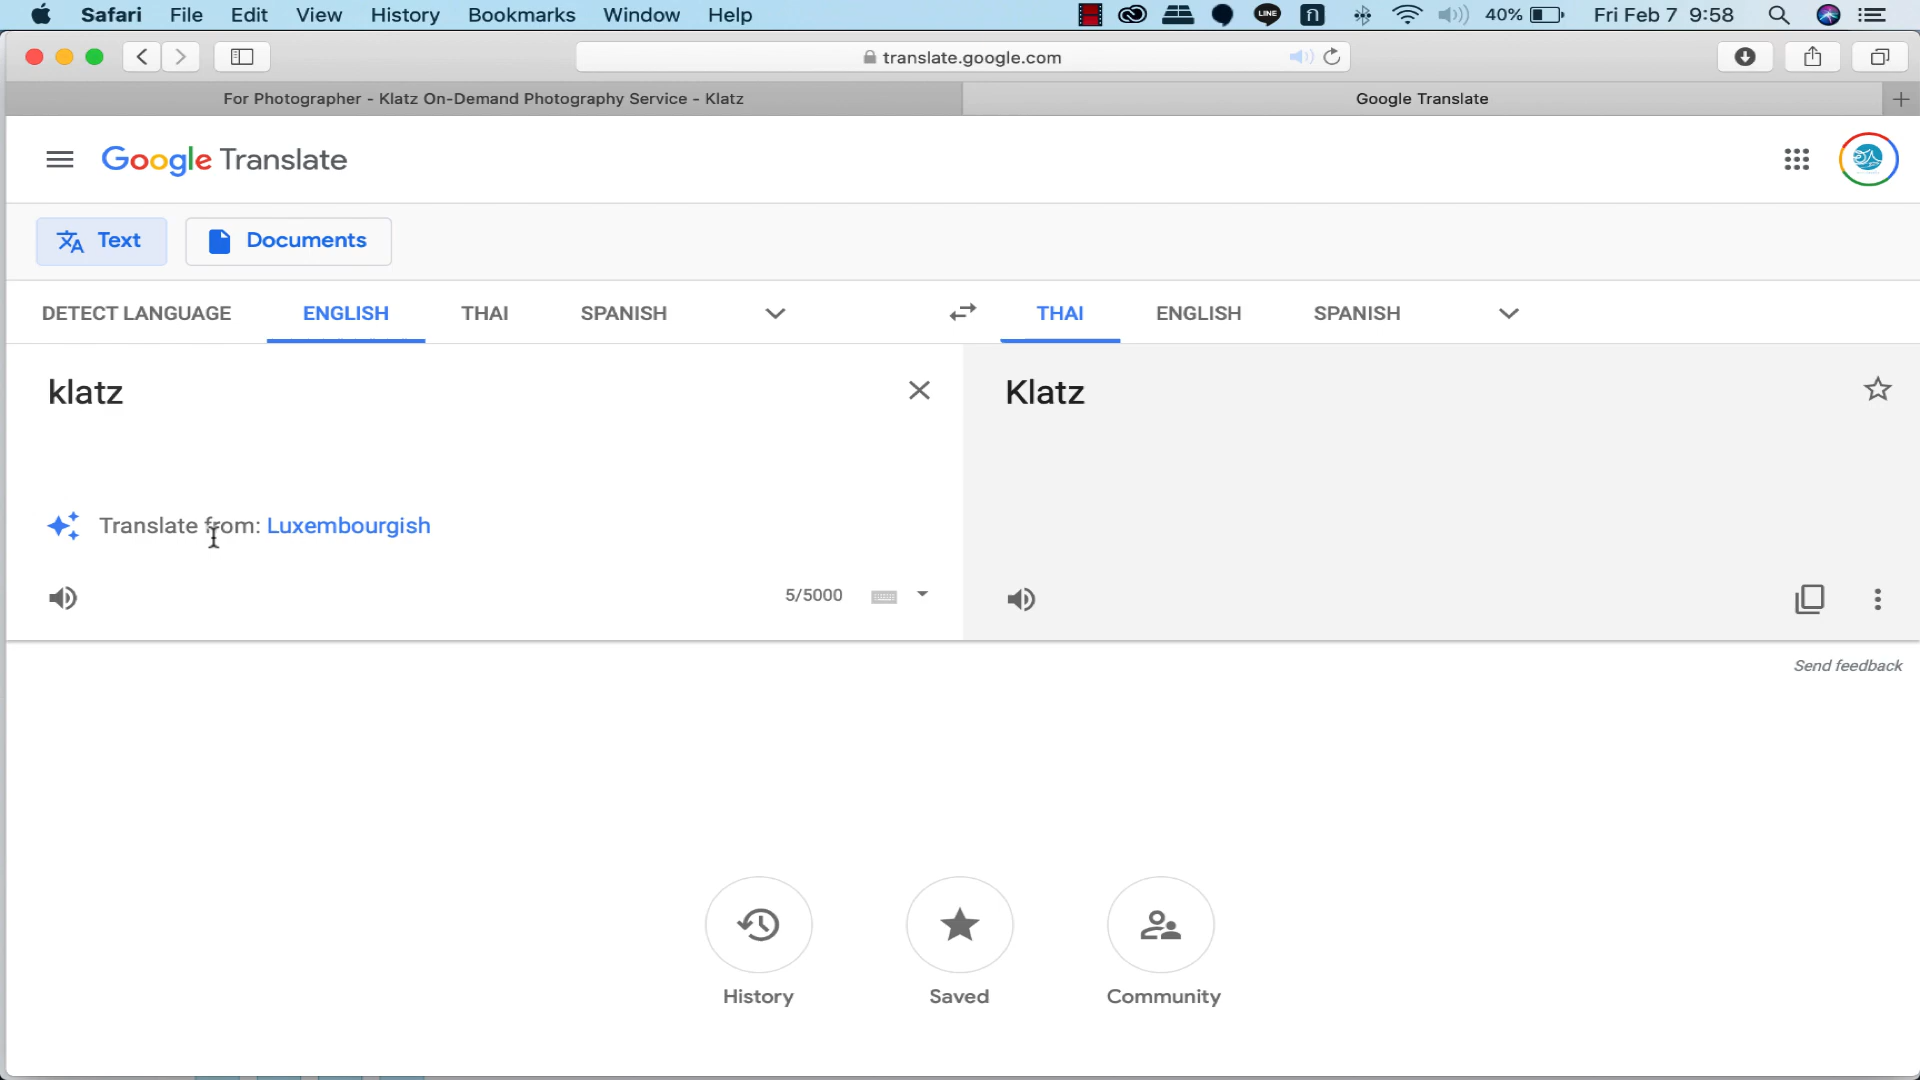 Safari File Edit View History Bookmarks Window Help LINE ก 40% Fri Feb 7 9:58
translate.google.com
For Photographer - Klatz On-Demand Photography Service - Klatz Google Translate
Google Translate
Text Documents
DETECT LANGUAGE ENGLISH THAI SPANISH THAI ENGLISH SPANISH
klatz Klatz
Translate from: Luxembourgish
5/5000
Send feedback
History Saved Community